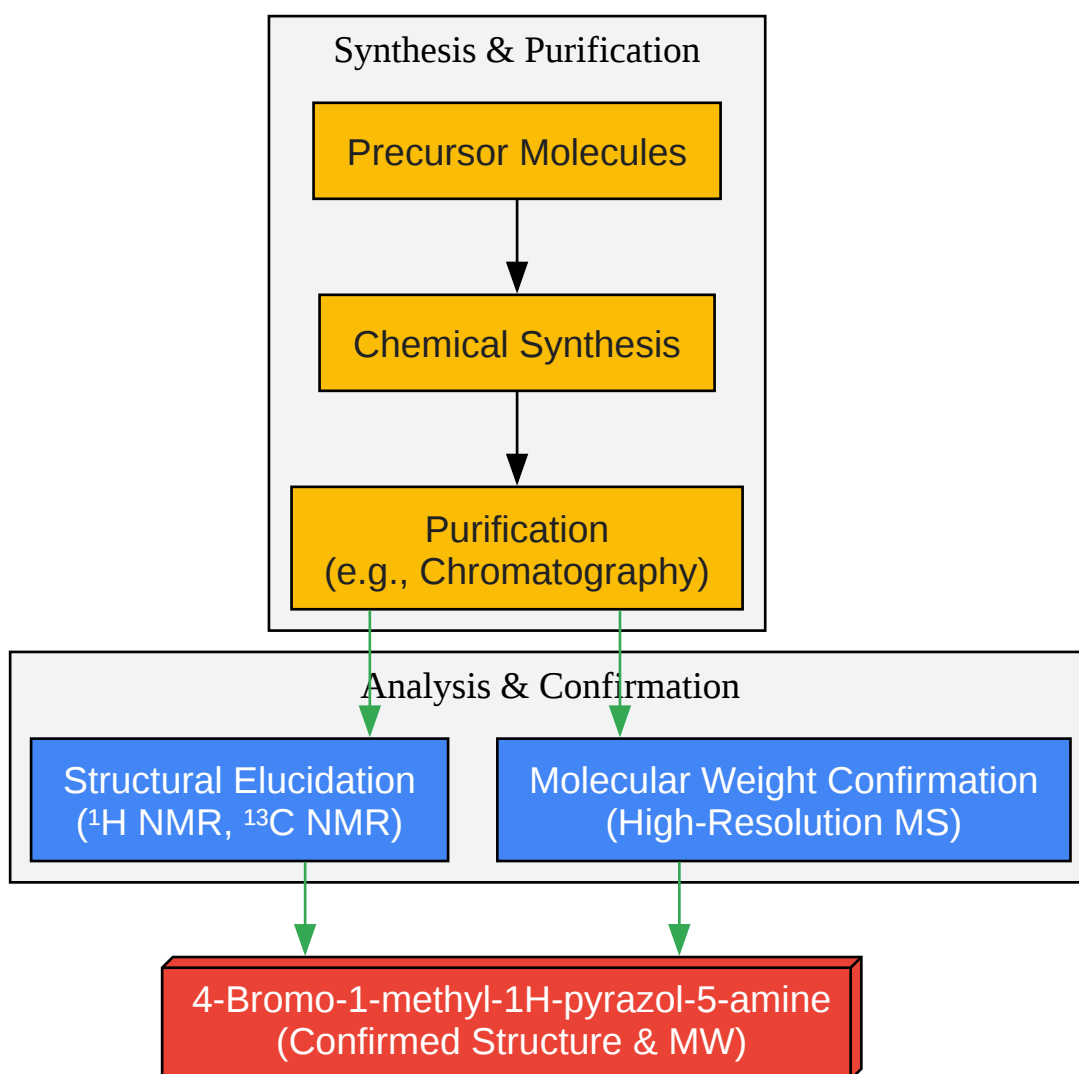 Synthesis & Purification
Precursor Molecules
Chemical Synthesis
Purification
(e.g., Chromatography)
Analysis & Confirmation
Structural Elucidation
(¹H NMR, ¹³C NMR)
Molecular Weight Confirmation
(High-Resolution MS)
4-Bromo-1-methyl-1H-pyrazol-5-amine
(Confirmed Structure & MW)